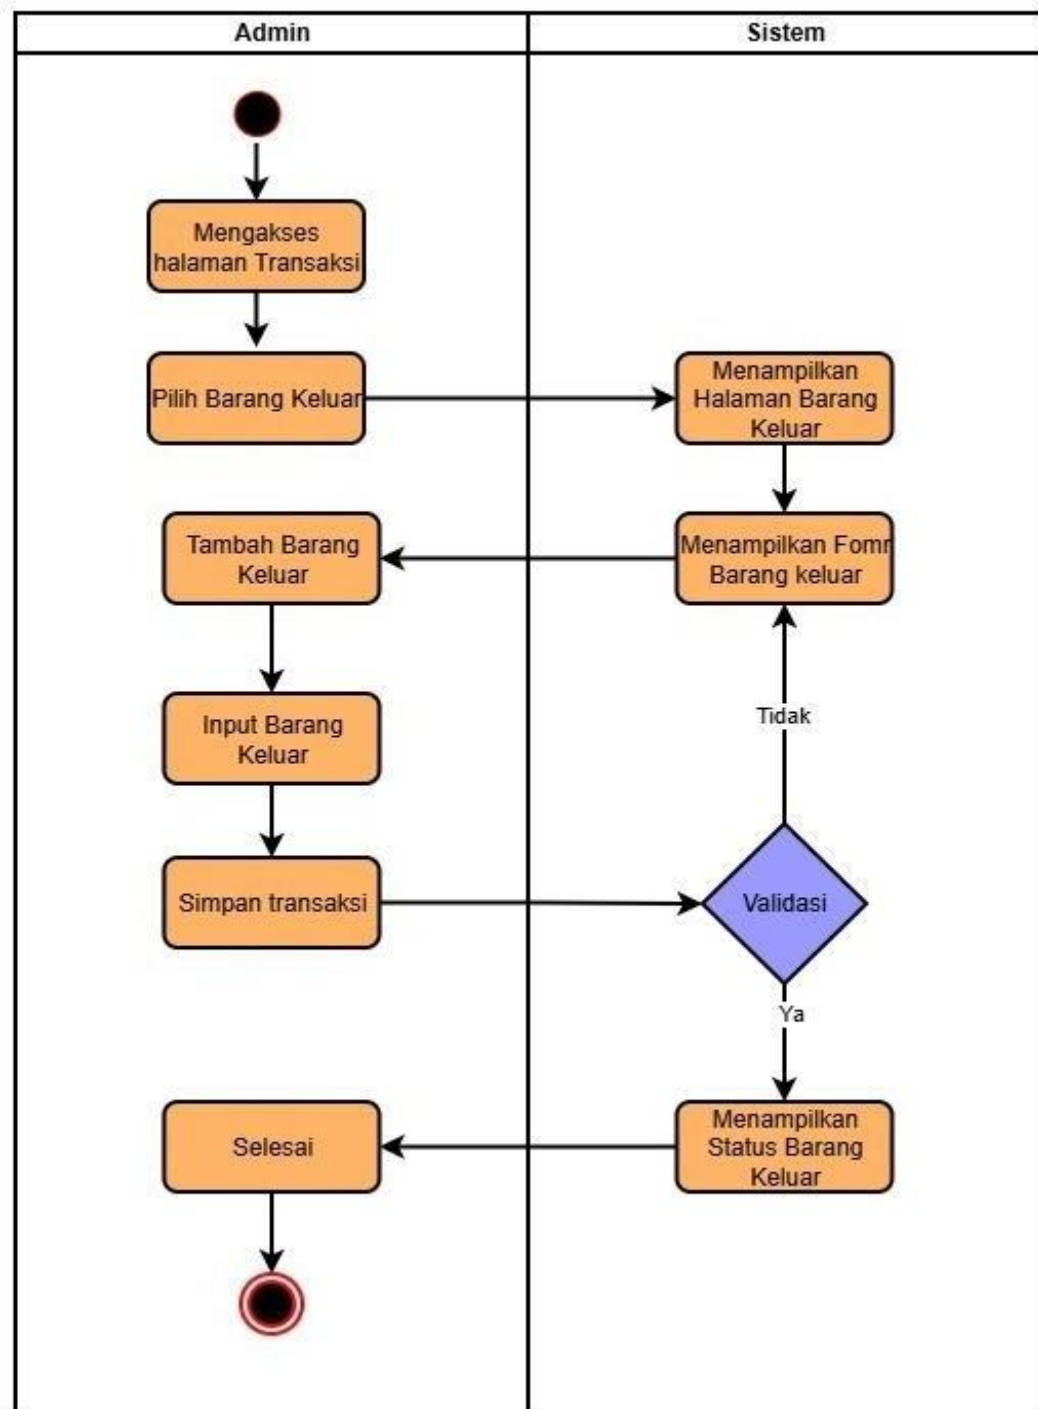 Admin
Sistem
Mengakses
halaman Transaksi
Pilih Barang Keluar
Menampilkan
Halaman Barang
Keluar
Tambah Barang
Keluar
Menampilkan Fomr
Barang keluar
Input Barang
Keluar
Tidak
Simpan transaksi
Validasi
Ya
Selesai
Menampilkan
Status Barang
Keluar